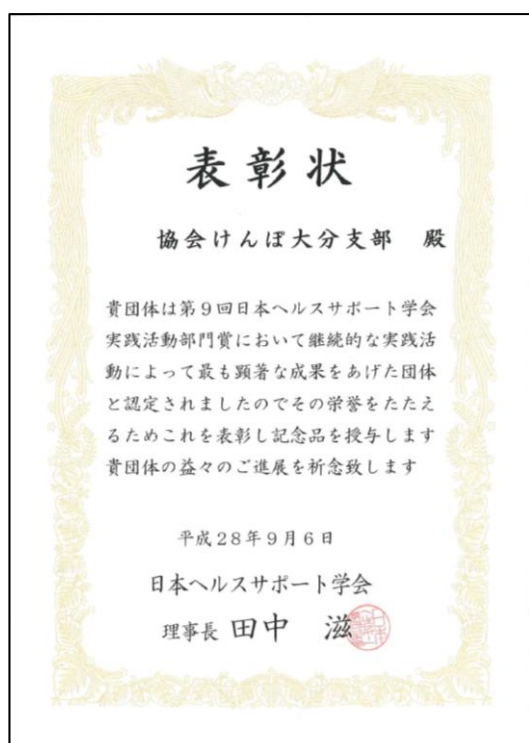 表彰状
協会けんぽ大分支部 殿
貴団体は第9回日本ヘルスサポート学会
実践活動部門賞において継続的な実践活
動によって最も顕著な成果をあげた団体
と認定されましたのでその栄誉をたたえ
るためこれを表彰し記念品を授与します
貴団体の益々のご進展を祈念致します
平成28年9月6日
日本ヘルスサポート学会
理事長 田中 滋